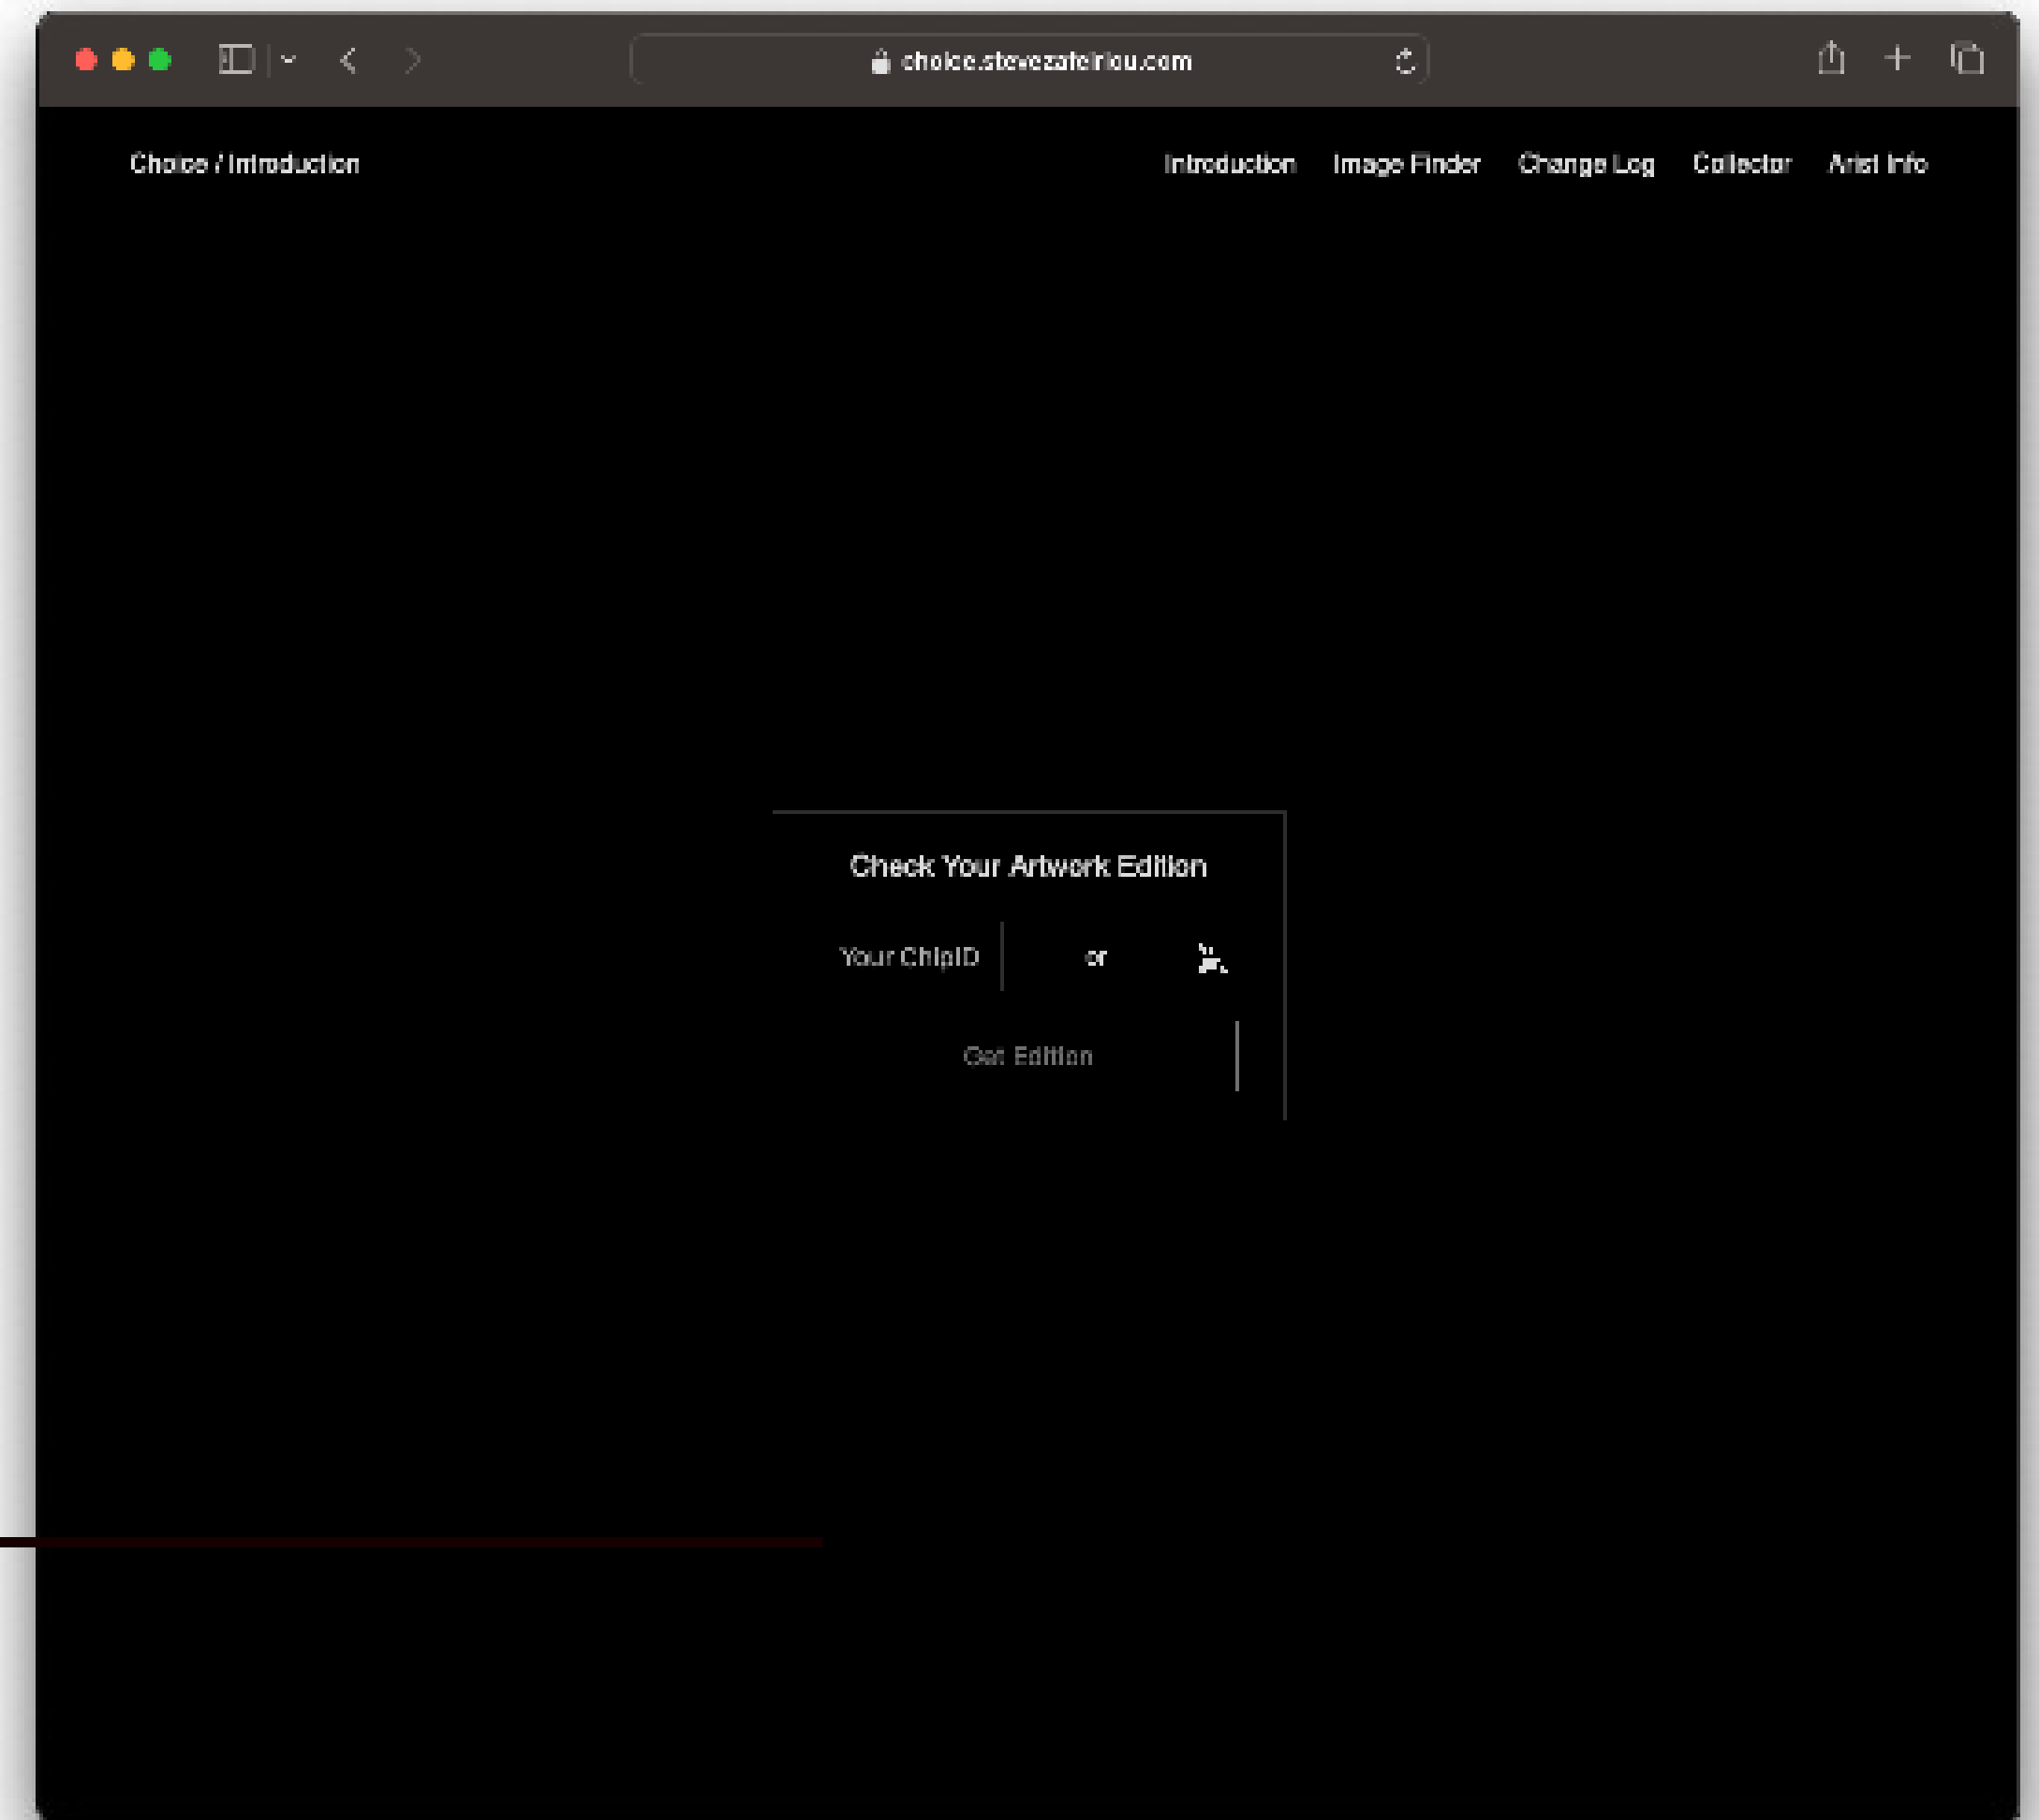 choice.stevezafeiriou.com
Choice / Introduction
Introduction Image Finder Change Log Collector Arist Info
Check Your Artwork Edition
Your ChipID or
Get Edition